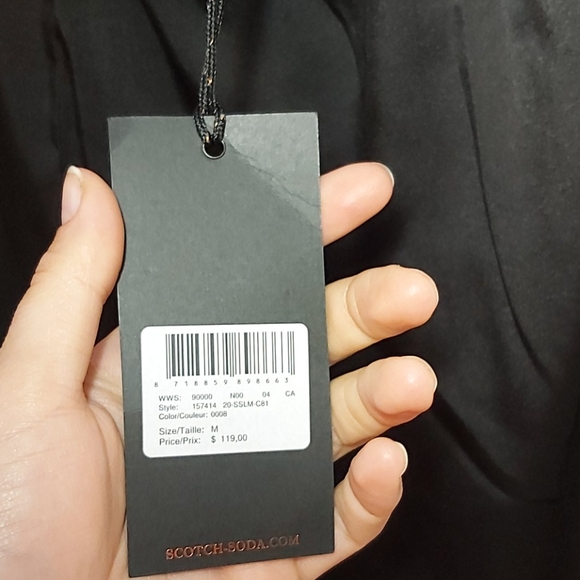 8 718859 898663
WWS: 90000 N00 04 CA
Style: 157414 20-SSLM-C81
Color/Couleur: 0008
Size/Taille: M
Price/Prix: $ 119,00
SCOTCH-SODA.COM